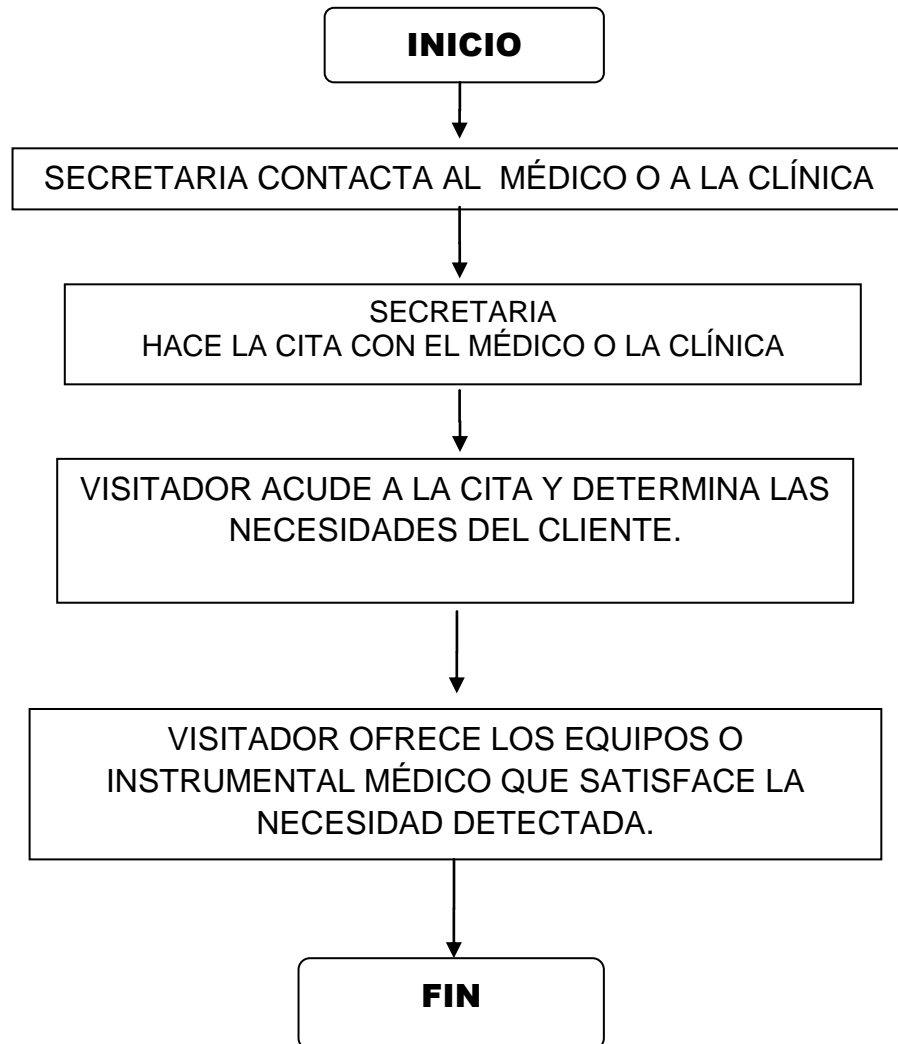 INICIO
SECRETARIA CONTACTA AL MÉDICO O A LA CLÍNICA
SECRETARIA
HACE LA CITA CON EL MÉDICO O LA CLÍNICA
VISITADOR ACUDE A LA CITA Y DETERMINA LAS
NECESIDADES DEL CLIENTE.
VISITADOR OFRECE LOS EQUIPOS O
INSTRUMENTAL MÉDICO QUE SATISFACE LA
NECESIDAD DETECTADA.
FIN